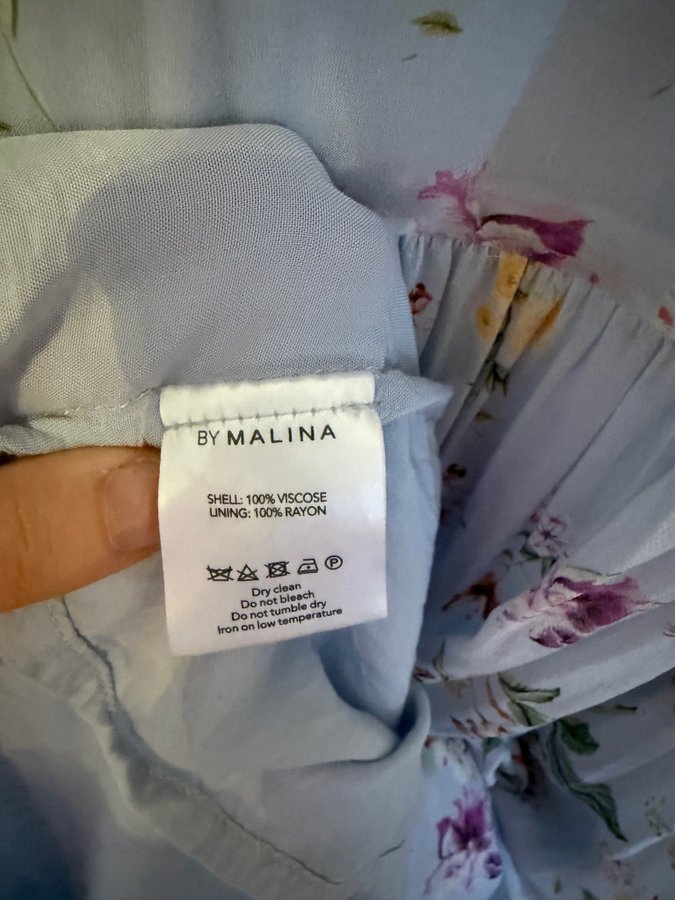 BY MALINA
SHELL: 100% VISCOSE
LINING: 100% RAYON
P
Dry clean
Do not bleach
Do not tumble dry
Iron on low temperature